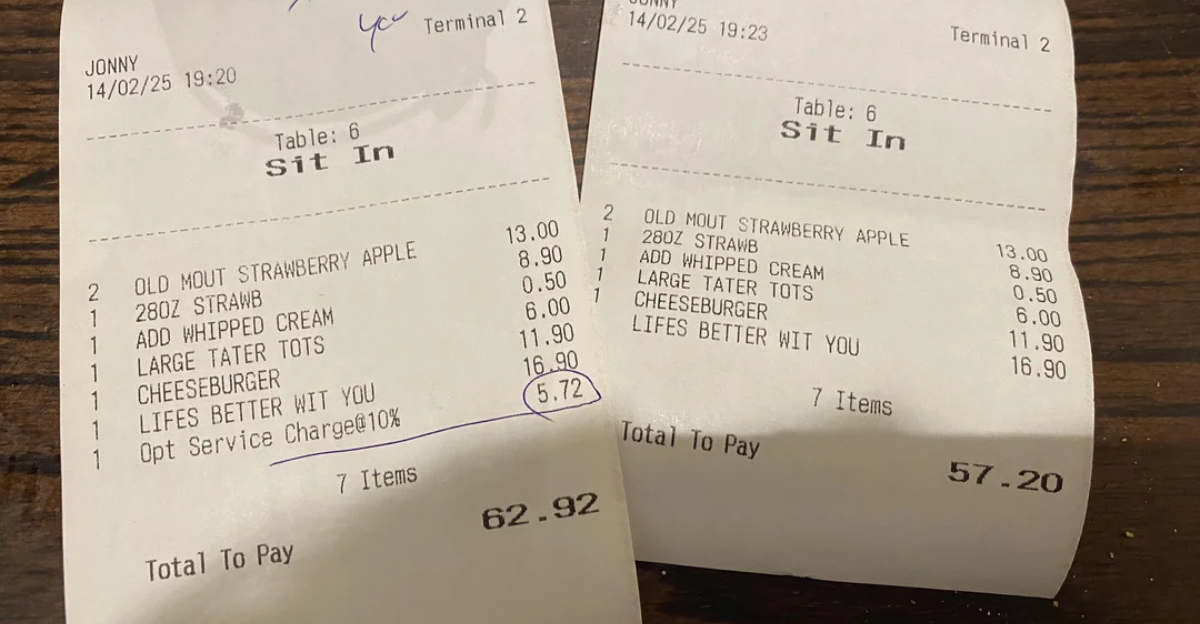 you
Terminal 2
JONNY
14/02/25 19:20
Table: 6
Sit In
2 OLD MOUT STRAWBERRY APPLE 13.00
1 28OZ STRAWB 8.90
1 ADD WHIPPED CREAM 0.50
1 LARGE TATER TOTS 6.00
1 CHEESEBURGER 11.90
1 LIFES BETTER WIT YOU 16.90
1 Opt Service Charge@10% 5.72
7 Items
Total To Pay 62.92
JONNY
14/02/25 19:23
Terminal 2
Table: 6
Sit In
2 OLD MOUT STRAWBERRY APPLE 13.00
1 28OZ STRAWB 8.90
1 ADD WHIPPED CREAM 0.50
1 LARGE TATER TOTS 6.00
1 CHEESEBURGER 11.90
LIFES BETTER WIT YOU 16.90
7 Items
Total To Pay 57.20